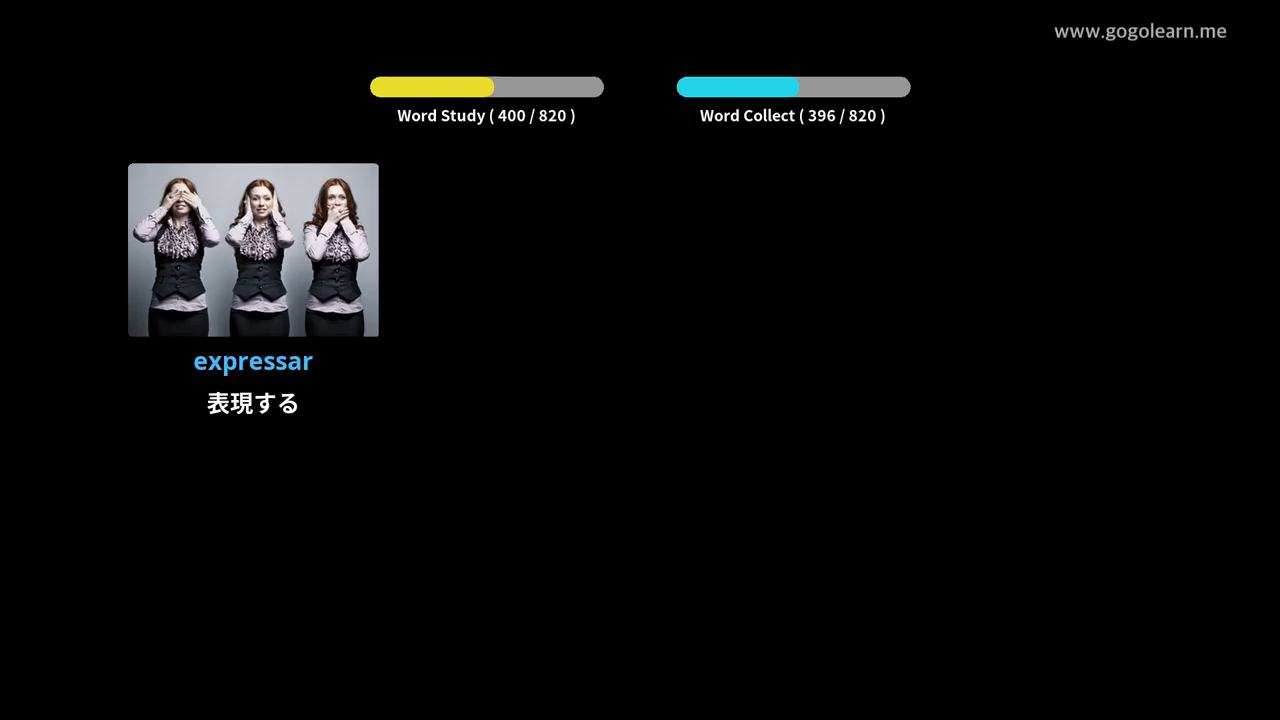 www.gogolearn.me
Word Study ( 400 / 820 )
Word Collect ( 396 / 820 )
expressar
表現する